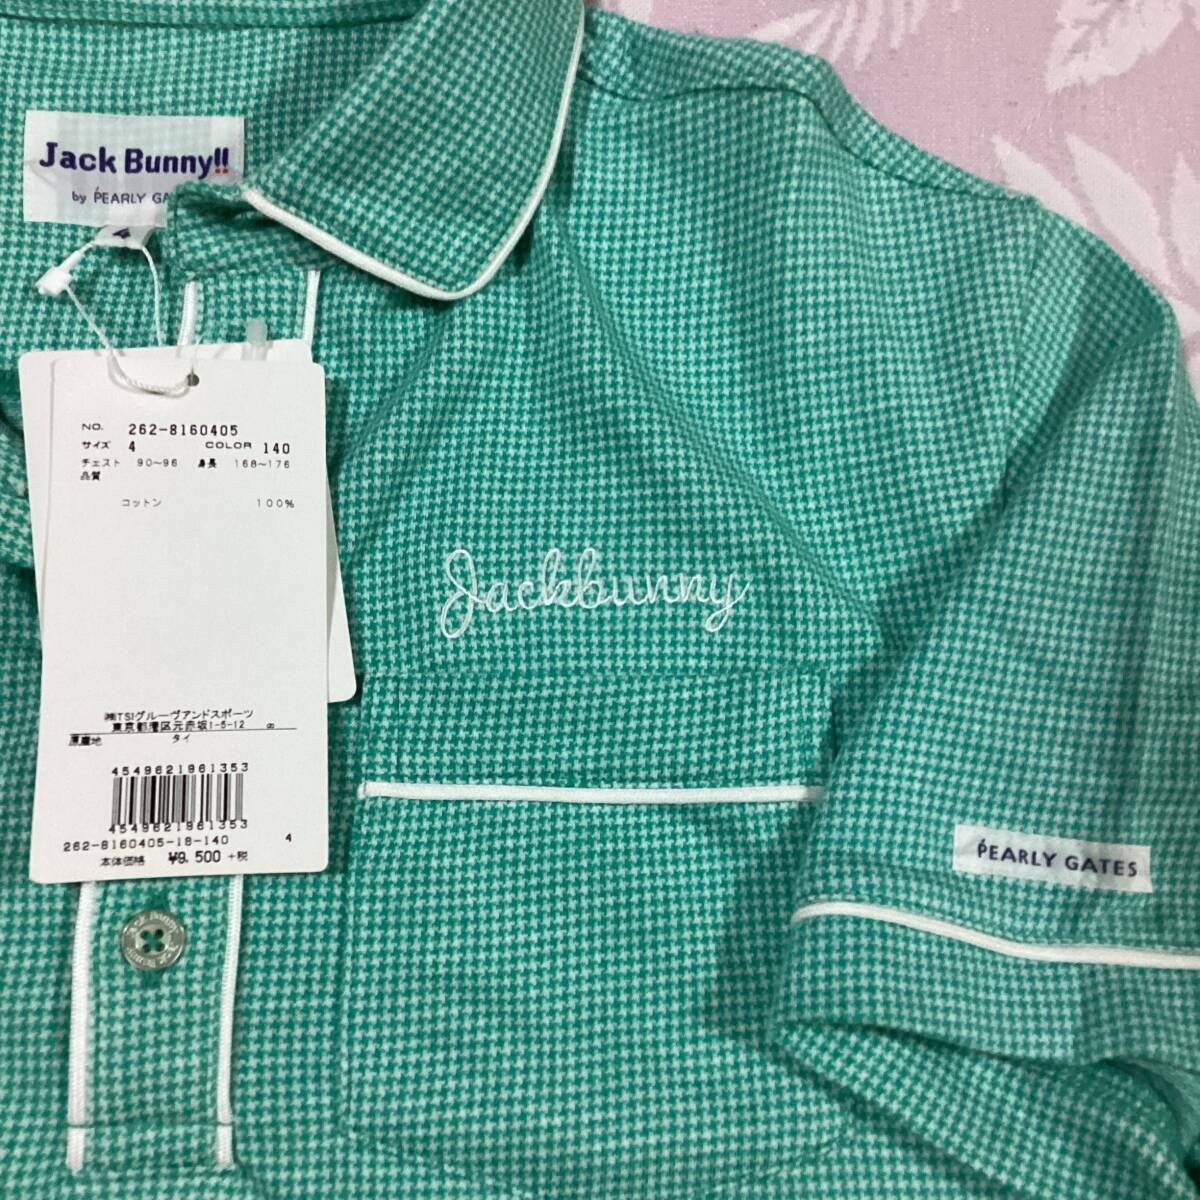 Jack Bunny!!
by PEARLY GA
4
NO. 262-8160405
サイズ 4 COLOR 140
チェスト 90~96 身長 168~176
品質
コットン 100%
㈱TSIグルーヴアンドスポーツ
東京都港区元赤坂1-5-12
原産地 タイ
4549621961353
4549621961353
262-8160405-18-140 4
本体価格 ¥9,500 +税
Jackbunny
PEARLY GATES